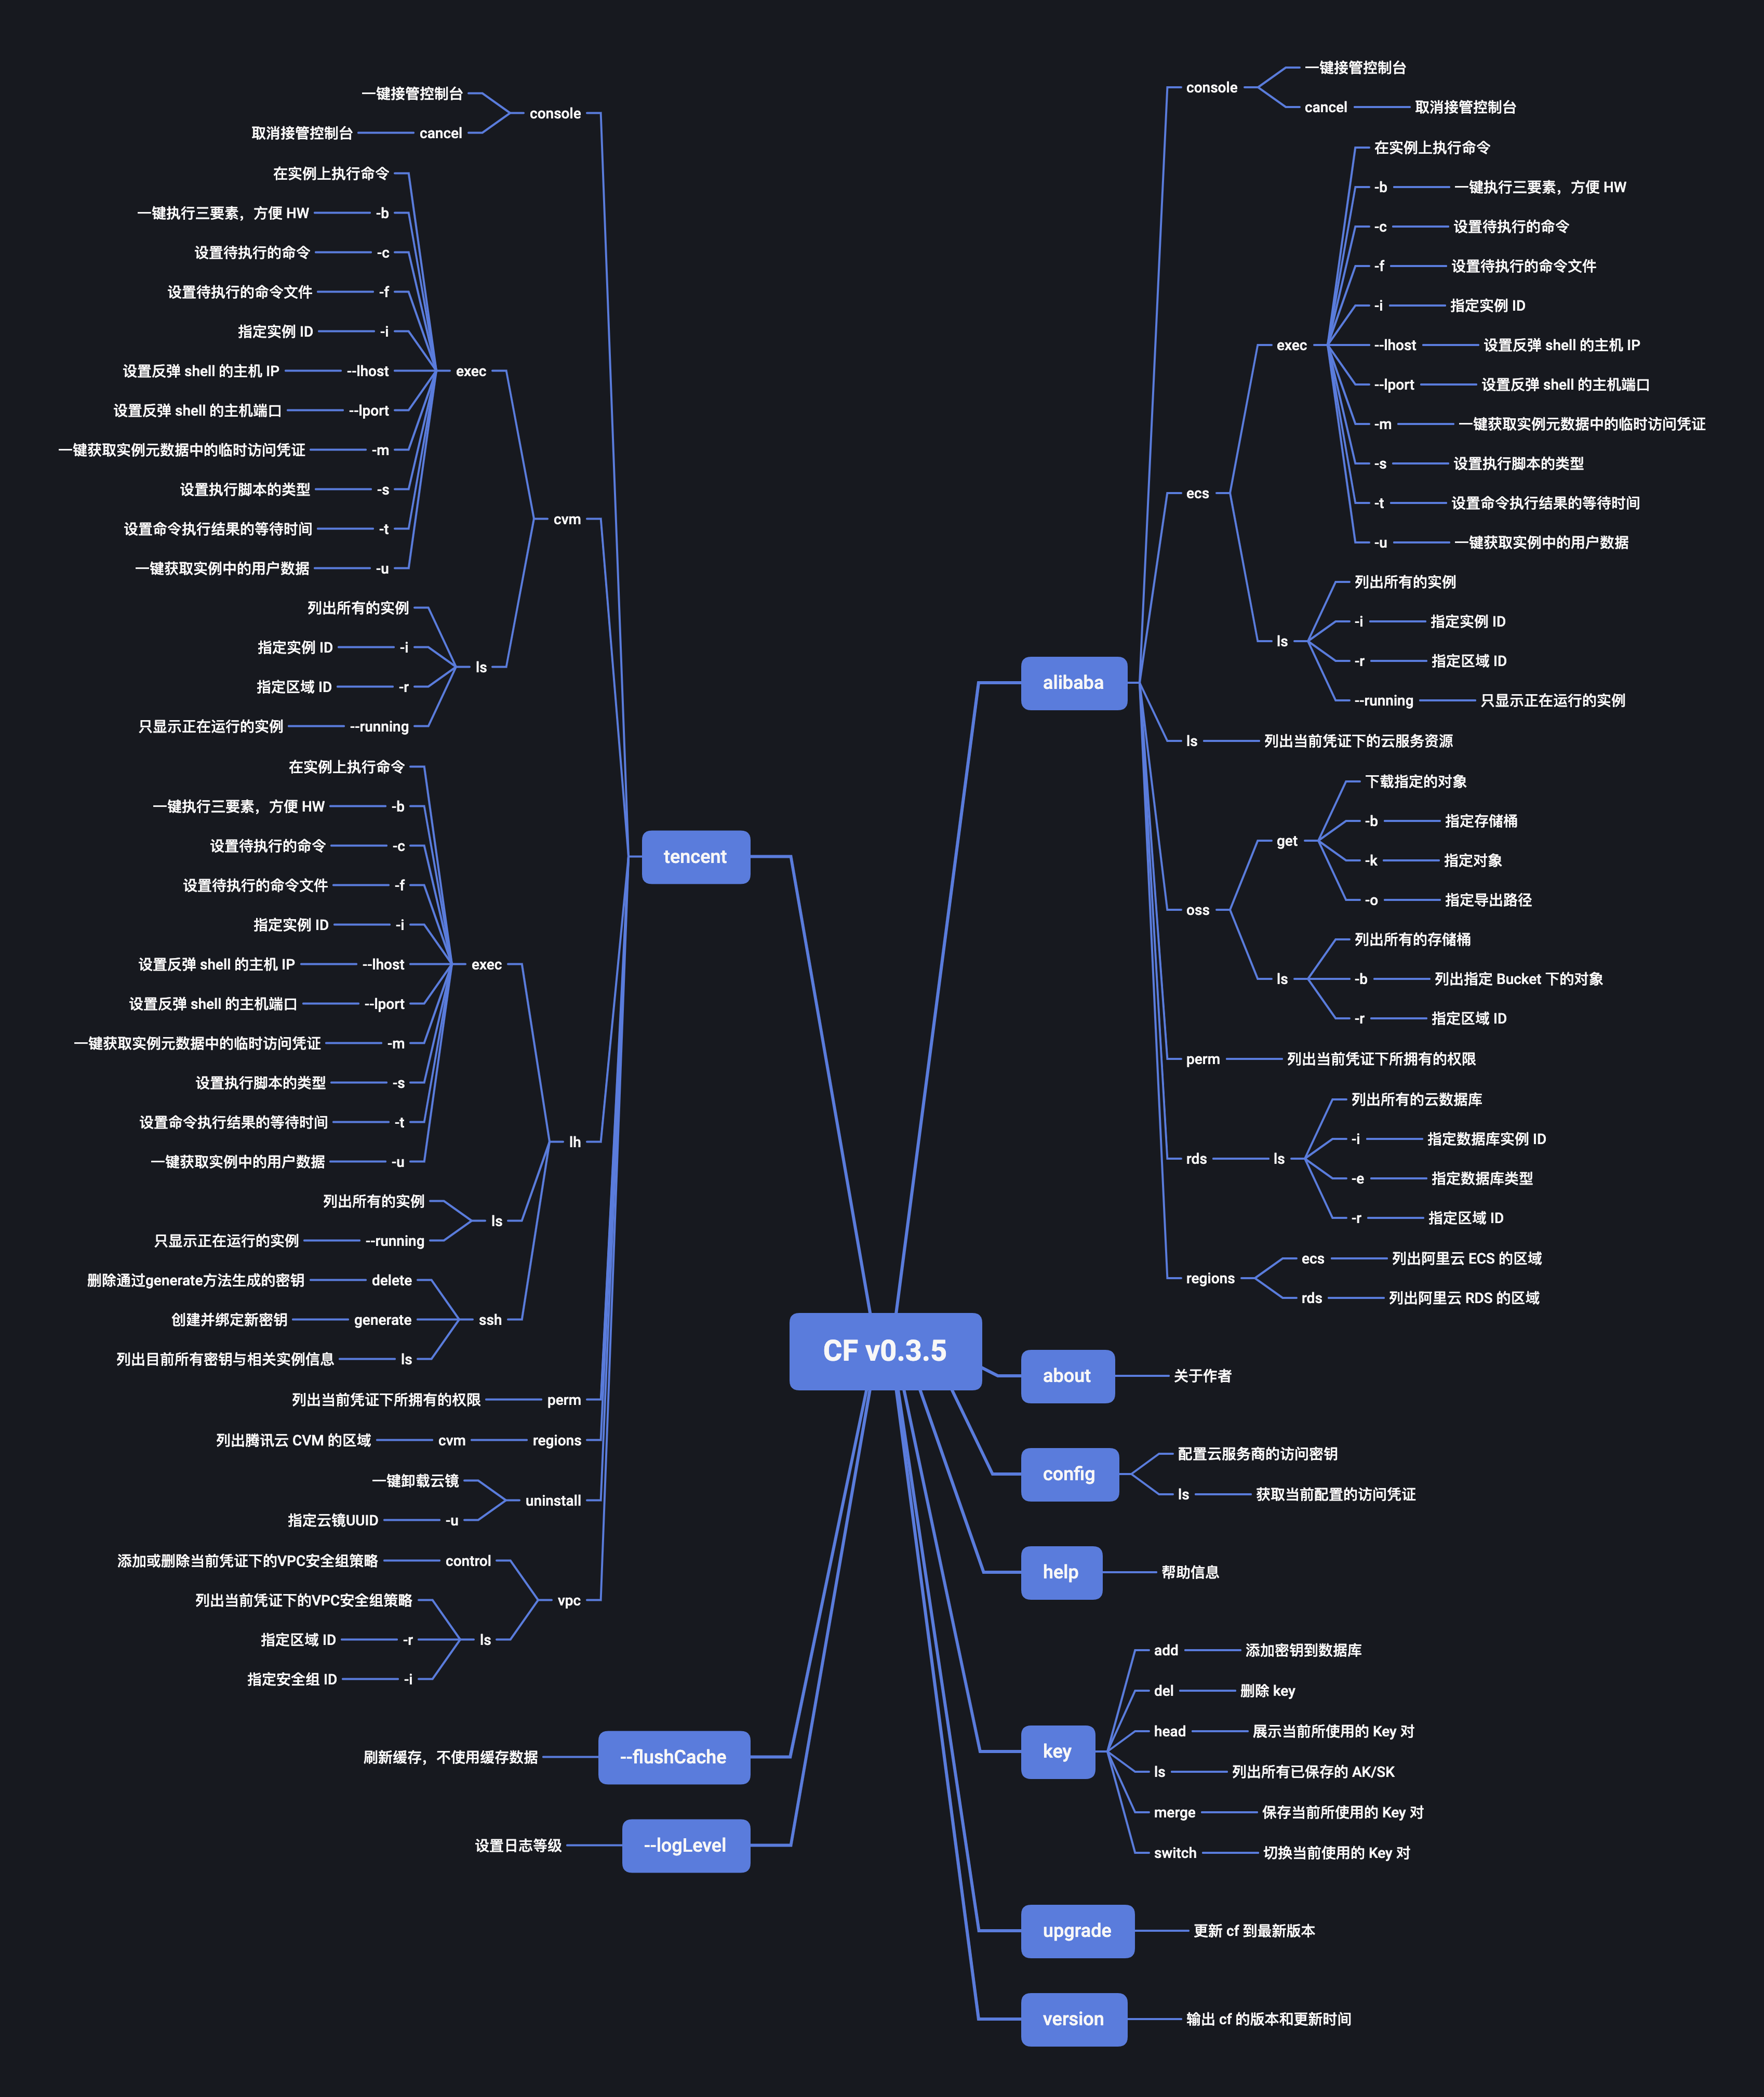 CF v0.3.5
alibaba
console
一键接管控制台
cancel 取消接管控制台
ecs
exec
在实例上执行命令
-b 一键执行三要素，方便 HW
-c 设置待执行的命令
-f 设置待执行的命令文件
-i 指定实例 ID
--lhost 设置反弹 shell 的主机 IP
--lport 设置反弹 shell 的主机端口
-m 一键获取实例元数据中的临时访问凭证
-s 设置执行脚本的类型
-t 设置命令执行结果的等待时间
-u 一键获取实例中的用户数据
ls
列出所有的实例
-i 指定实例 ID
-r 指定区域 ID
--running 只显示正在运行的实例
ls 列出当前凭证下的云服务资源
oss
get
下载指定的对象
-b 指定存储桶
-k 指定对象
-o 指定导出路径
ls
列出所有的存储桶
-b 列出指定 Bucket 下的对象
-r 指定区域 ID
perm 列出当前凭证下所拥有的权限
rds
ls
列出所有的云数据库
-i 指定数据库实例 ID
-e 指定数据库类型
-r 指定区域 ID
regions
ecs 列出阿里云 ECS 的区域
rds 列出阿里云 RDS 的区域
about 关于作者
config
配置云服务商的访问密钥
ls 获取当前配置的访问凭证
help 帮助信息
key
add 添加密钥到数据库
del 删除 key
head 展示当前所使用的 Key 对
ls 列出所有已保存的 AK/SK
merge 保存当前所使用的 Key 对
switch 切换当前使用的 Key 对
upgrade 更新 cf 到最新版本
version 输出 cf 的版本和更新时间
tencent
console
一键接管控制台
取消接管控制台 cancel
cvm
exec
在实例上执行命令
一键执行三要素，方便 HW -b
设置待执行的命令 -c
设置待执行的命令文件 -f
指定实例 ID -i
设置反弹 shell 的主机 IP --lhost
设置反弹 shell 的主机端口 --lport
一键获取实例元数据中的临时访问凭证 -m
设置执行脚本的类型 -s
设置命令执行结果的等待时间 -t
一键获取实例中的用户数据 -u
ls
列出所有的实例
指定实例 ID -i
指定区域 ID -r
只显示正在运行的实例 --running
lh
exec
在实例上执行命令
一键执行三要素，方便 HW -b
设置待执行的命令 -c
设置待执行的命令文件 -f
指定实例 ID -i
设置反弹 shell 的主机 IP --lhost
设置反弹 shell 的主机端口 --lport
一键获取实例元数据中的临时访问凭证 -m
设置执行脚本的类型 -s
设置命令执行结果的等待时间 -t
一键获取实例中的用户数据 -u
ls
列出所有的实例
只显示正在运行的实例 --running
ssh
删除通过generate方法生成的密钥 delete
创建并绑定新密钥 generate
列出目前所有密钥与相关实例信息 ls
列出当前凭证下所拥有的权限 perm
列出腾讯云 CVM 的区域 cvm regions
uninstall
一键卸载云镜
指定云镜UUID -u
vpc
添加或删除当前凭证下的VPC安全组策略 control
ls
列出当前凭证下的VPC安全组策略
指定区域 ID -r
指定安全组 ID -i
刷新缓存，不使用缓存数据 --flushCache
设置日志等级 --logLevel